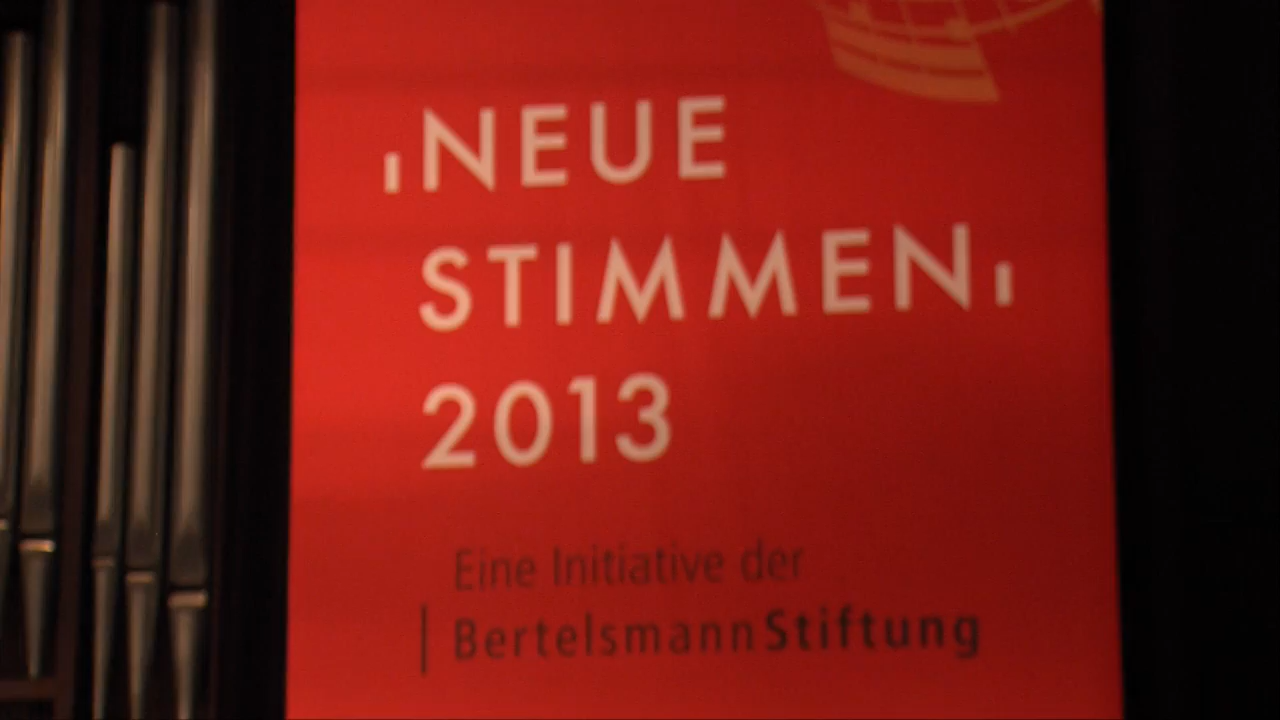 NEUE
STIMMEN
2013
Eine Initiative der
BertelsmannStiftung